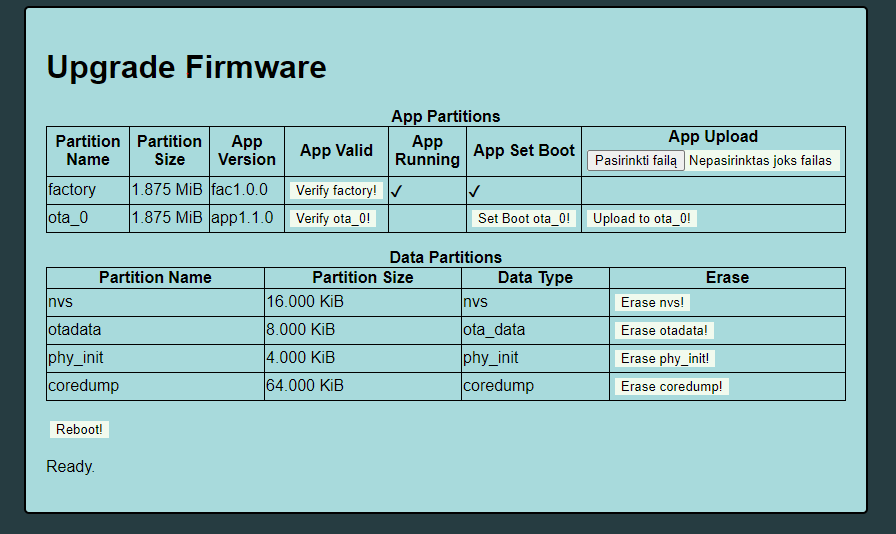 Upgrade Firmware
App Partitions
Partition Name Partition Size App Version App Valid App Running App Set Boot App Upload
Pasirinkti failą Nepasirinktas joks failas
factory 1.875 MiB fac1.0.0 Verify factory! ✓ ✓
ota_0 1.875 MiB app1.1.0 Verify ota_0! Set Boot ota_0! Upload to ota_0!
Data Partitions
Partition Name Partition Size Data Type Erase
nvs 16.000 KiB nvs Erase nvs!
otadata 8.000 KiB ota_data Erase otadata!
phy_init 4.000 KiB phy_init Erase phy_init!
coredump 64.000 KiB coredump Erase coredump!
Reboot!
Ready.